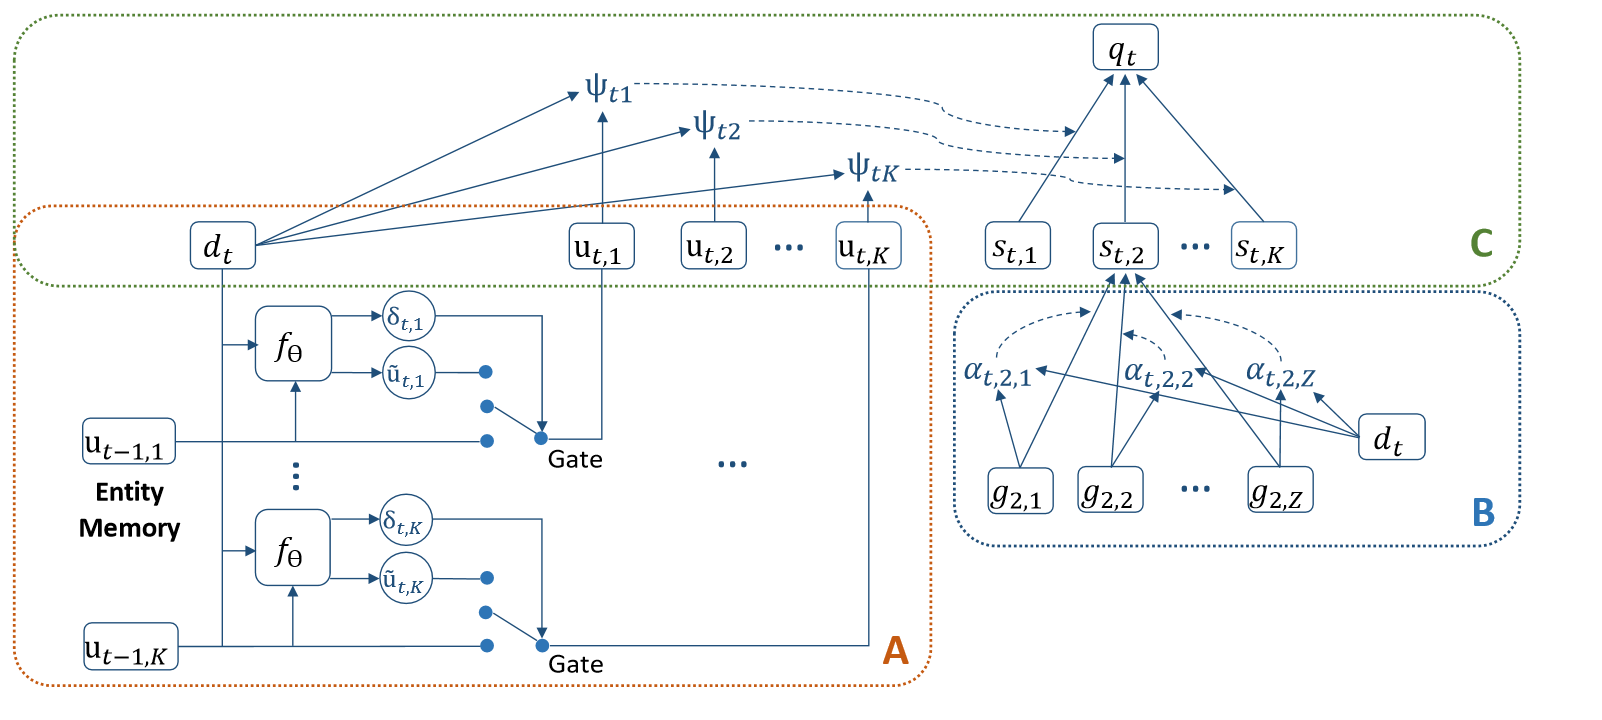 q_t
ψ_t1
ψ_t2
ψ_tK
d_t
u_t,1
u_t,2
...
u_t,K
s_t,1
s_t,2
...
s_t,K
C
f_θ
δ_t,1
ũ_t,1
α_t,2,1
α_t,2,2
α_t,2,Z
u_t−1,1
Gate
...
d_t
Entity
Memory
g_2,1
g_2,2
...
g_2,Z
B
f_θ
δ_t,K
ũ_t,K
u_t−1,K
Gate
A